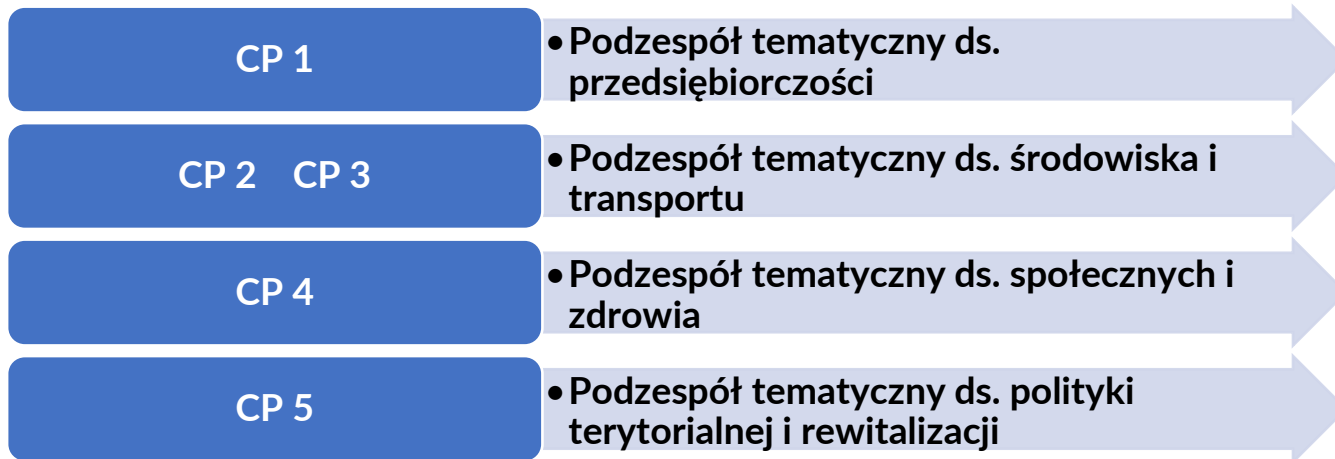 CP 1
• Podzespół tematyczny ds.
przedsiębiorczości
CP 2 CP 3
• Podzespół tematyczny ds. środowiska i
transportu
CP 4
• Podzespół tematyczny ds. społecznych i
zdrowia
CP 5
• Podzespół tematyczny ds. polityki
terytorialnej i rewitalizacji